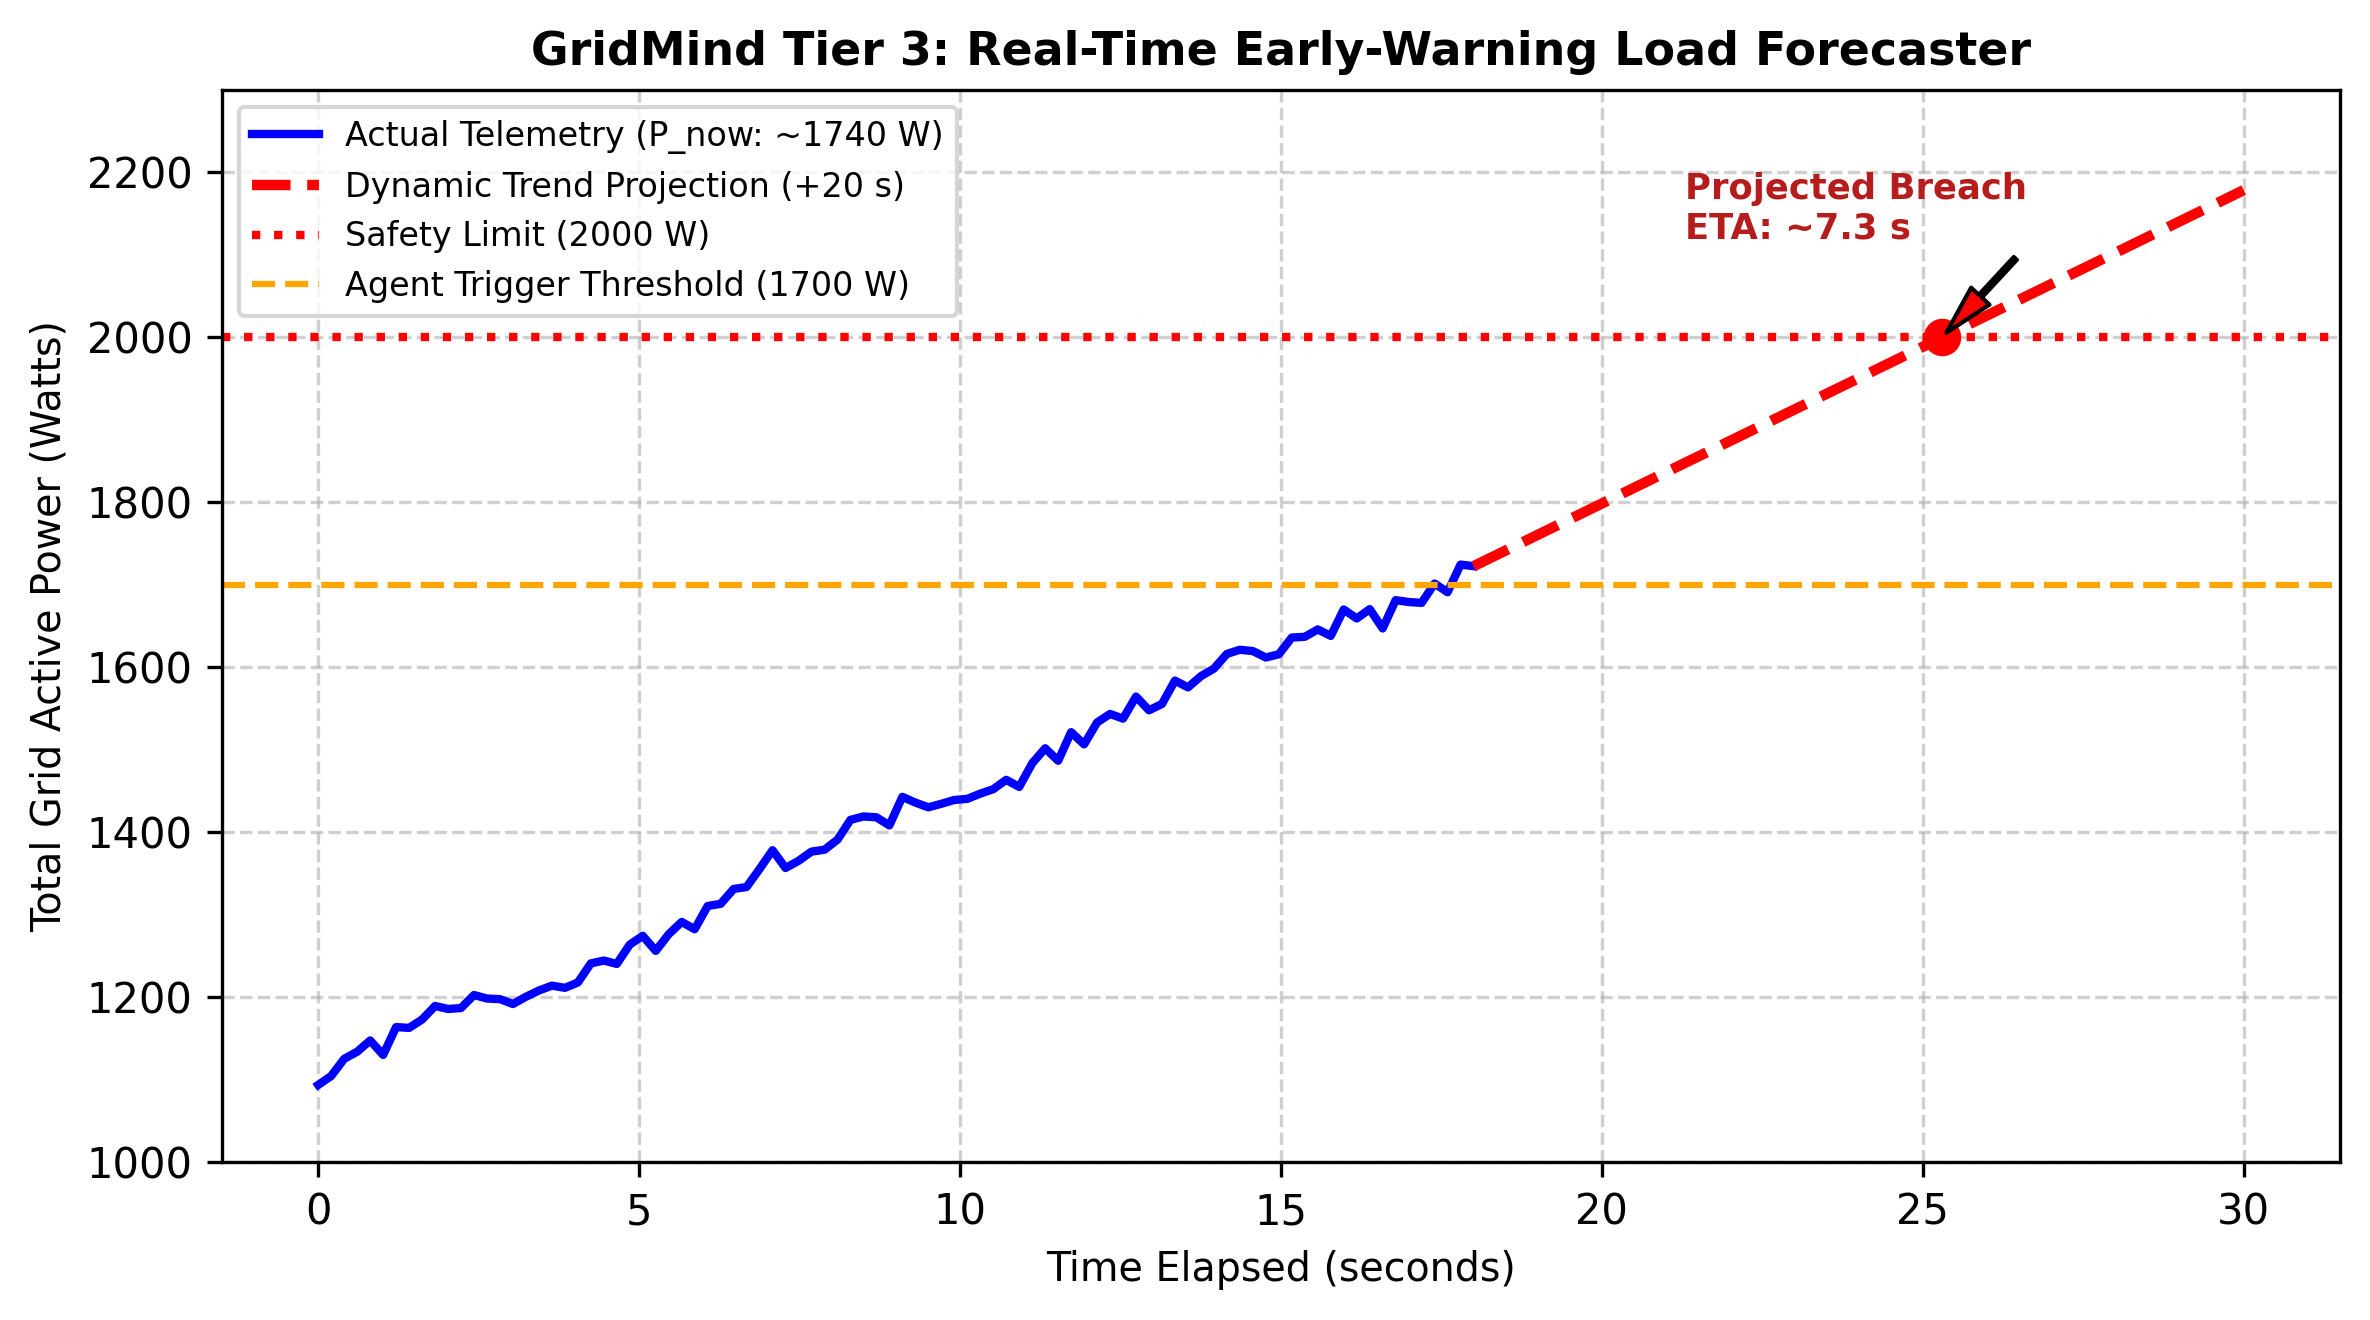 GridMind Tier 3: Real-Time Early-Warning Load Forecaster
Actual Telemetry (P_now: ~1740 W)
Dynamic Trend Projection (+20 s)
Safety Limit (2000 W)
Agent Trigger Threshold (1700 W)
Projected Breach
ETA: ~7.3 s
Total Grid Active Power (Watts)
2200
2000
1800
1600
1400
1200
1000
0 5 10 15 20 25 30
Time Elapsed (seconds)